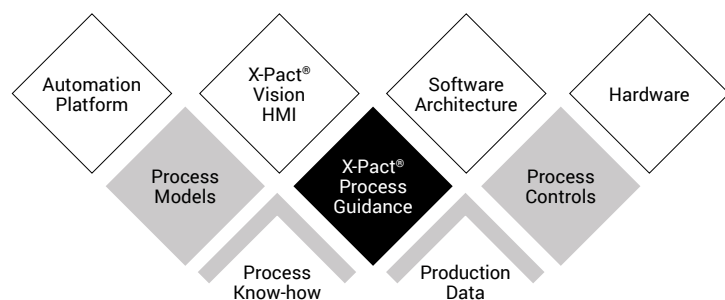 Automation
Platform
X-Pact®
Vision
HMI
Software
Architecture
Hardware
Process
Models
X-Pact®
Process
Guidance
Process
Controls
Process
Know-how
Production
Data